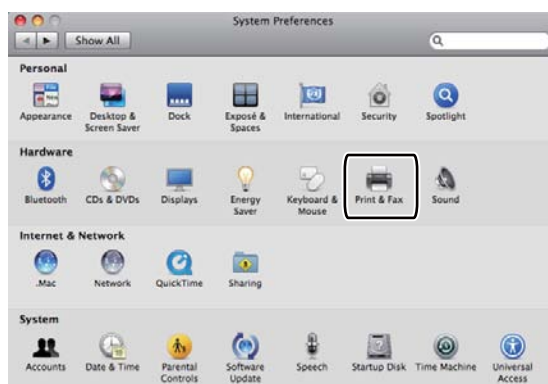 System Preferences
Show All
Personal
Appearance Desktop & Dock Exposé & International Security Spotlight
Screen Saver Spaces
Hardware
Bluetooth CDs & DVDs Displays Energy Keyboard & Print & Fax Sound
Saver Mouse
Internet & Network
.Mac Network QuickTime Sharing
System
Accounts Date & Time Parental Software Speech Startup Disk Time Machine Universal
Controls Update Access